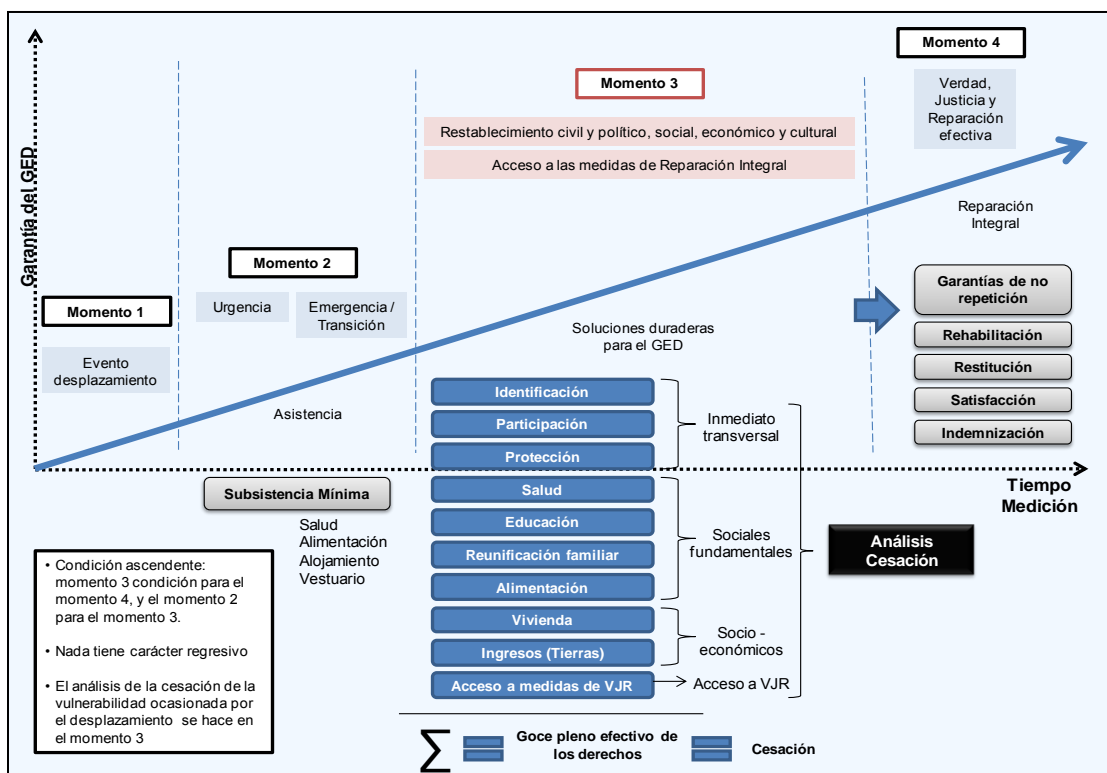 Garantía del GED
Momento 1
Evento
desplazamiento
Momento 2
Urgencia
Emergencia /
Transición
Asistencia
Momento 3
Restablecimiento civil y político, social, económico y cultural
Acceso a las medidas de Reparación Integral
Soluciones duraderas
para el GED
Momento 4
Verdad,
Justicia y
Reparación
efectiva
Reparación
Integral
Garantías de no
repetición
Rehabilitación
Restitución
Satisfacción
Indemnización
Tiempo
Medición
Subsistencia Mínima
Salud
Alimentación
Alojamiento
Vestuario
Identificación
Participación
Protección
Inmediato
transversal
Salud
Educación
Reunificación familiar
Alimentación
Sociales
fundamentales
Vivienda
Ingresos (Tierras)
Socio -
económicos
Acceso a medidas de VJR
Acceso a VJR
Análisis
Cesación
• Condición ascendente:
momento 3 condición para el
momento 4, y el momento 2
para el momento 3.
• Nada tiene carácter regresivo
• El análisis de la cesación de la
vulnerabilidad ocasionada por
el desplazamiento se hace en
el momento 3
∑
Goce pleno efectivo de
los derechos
Cesación